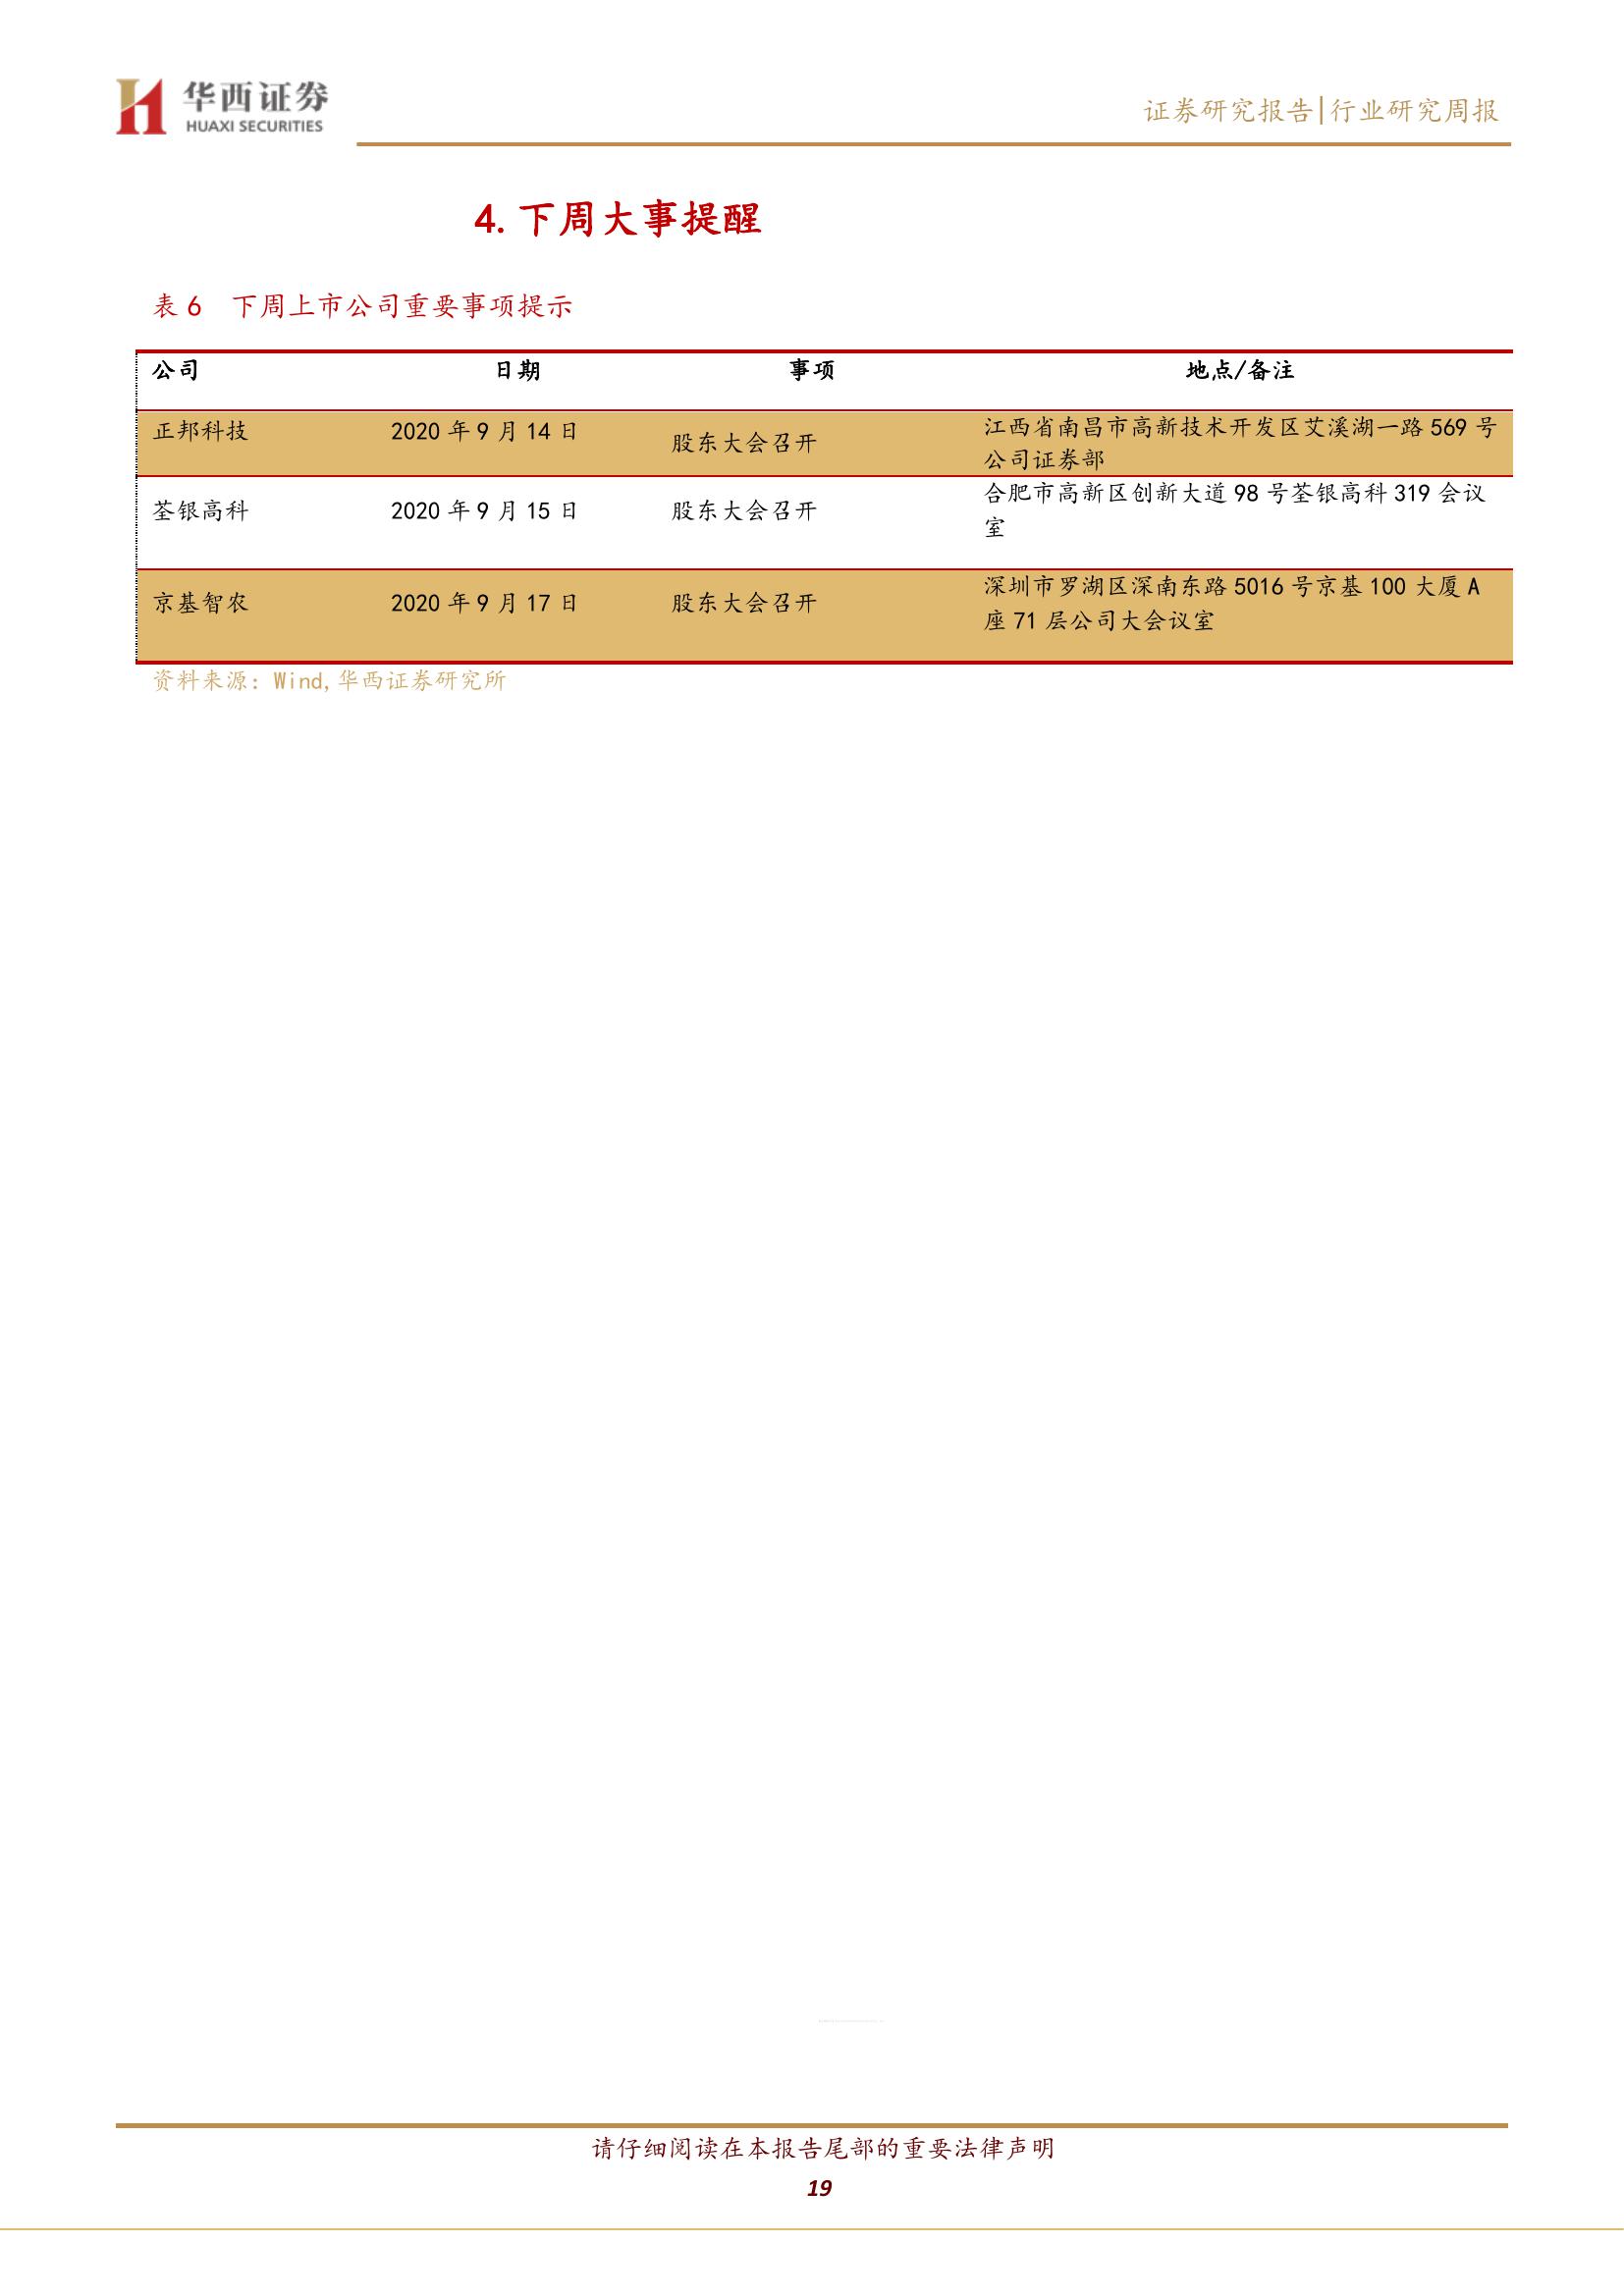 华西证券
HUAXI SECURITIES
证券研究报告|行业研究周报
4.下周大事提醒
表 6 下周上市公司重要事项提示
公司 日期 事项 地点/备注
正邦科技 2020 年 9 月 14 日 股东大会召开 江西省南昌市高新技术开发区艾溪湖一路 569 号
公司证券部
荃银高科 2020 年 9 月 15 日 股东大会召开 合肥市高新区创新大道 98 号荃银高科 319 会议
室
京基智农 2020 年 9 月 17 日 股东大会召开 深圳市罗湖区深南东路 5016 号京基 100 大厦 A
座 71 层公司大会议室
资料来源：Wind,华西证券研究所
请仔细阅读在本报告尾部的重要法律声明
19